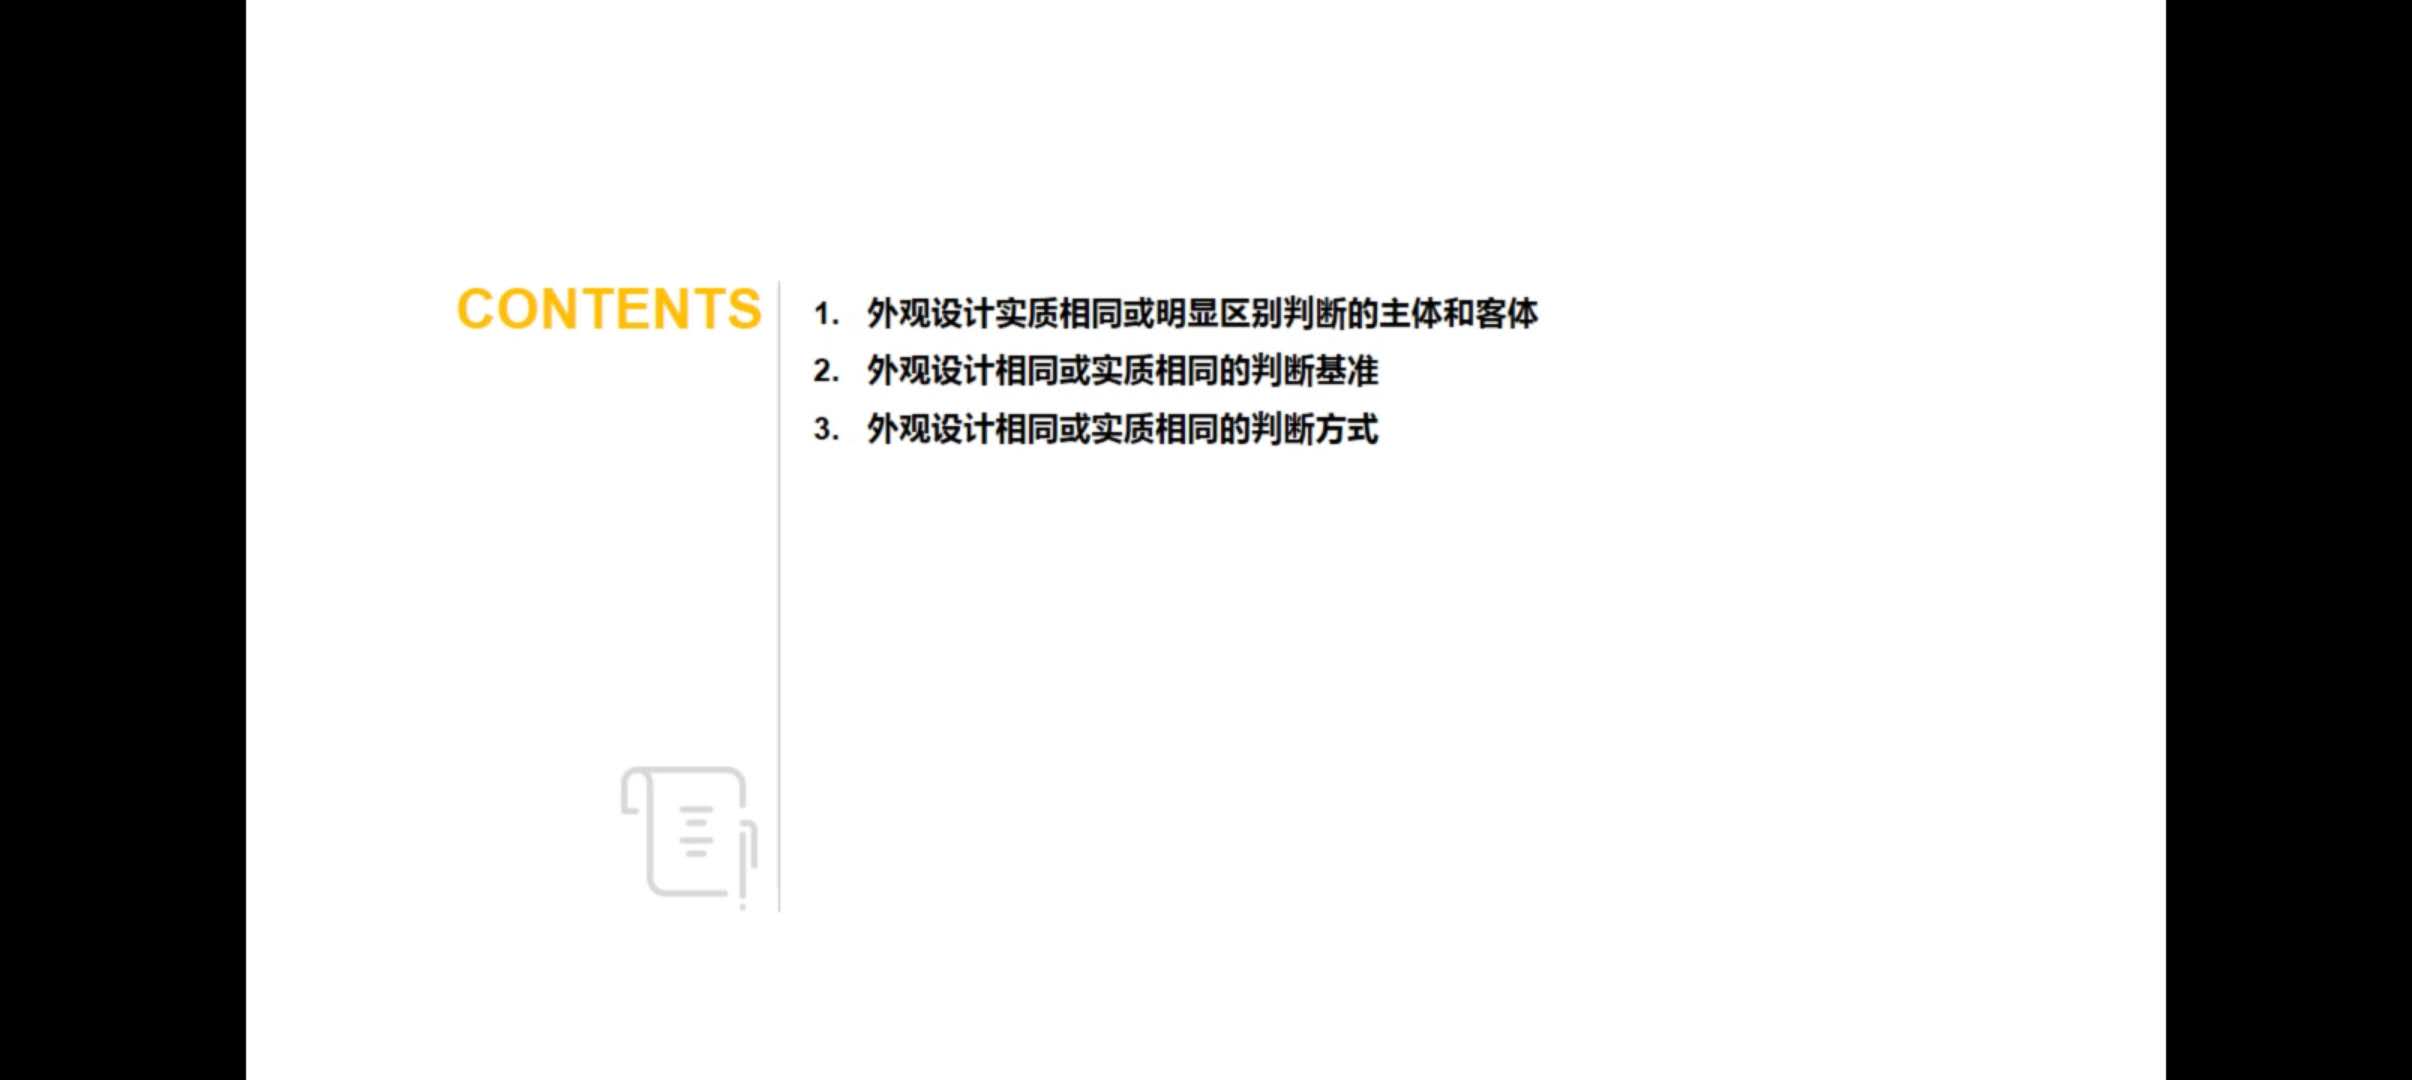 CONTENTS
1. 外观设计实质相同或明显区别判断的主体和客体
2. 外观设计相同或实质相同的判断基准
3. 外观设计相同或实质相同的判断方式